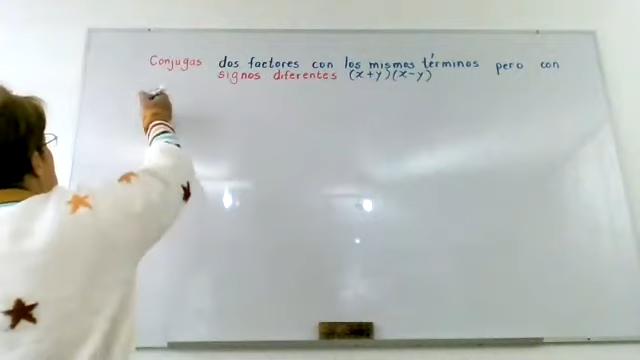 Conjugas dos factores con los mismos términos pero con
signos diferentes (x+y)(x-y)